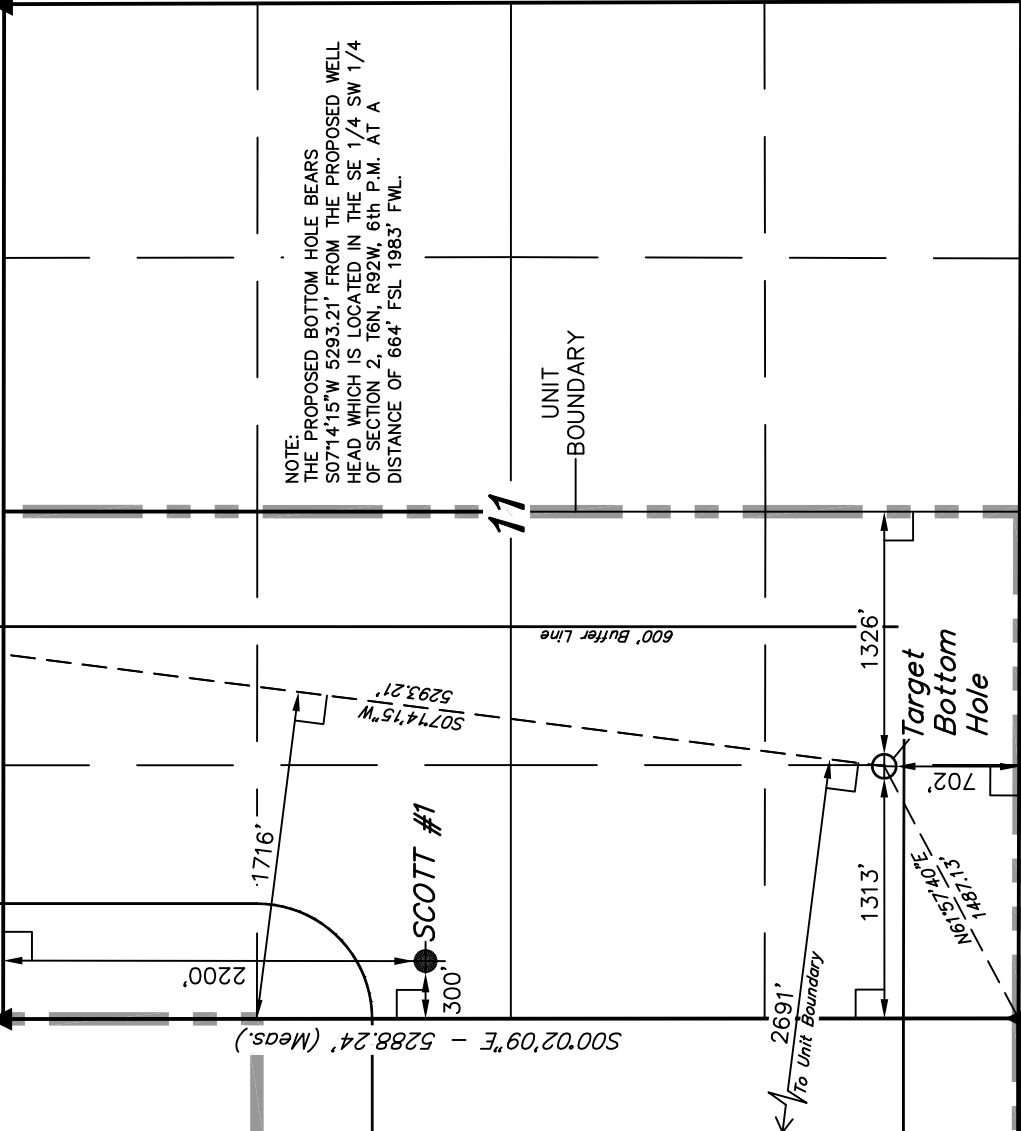 NOTE:
THE PROPOSED BOTTOM HOLE BEARS
S07°14'15"W 5293.21' FROM THE PROPOSED WELL
HEAD WHICH IS LOCATED IN THE SE 1/4 SW 1/4
OF SECTION 2, T6N, R92W, 6th P.M. AT A
DISTANCE OF 664' FSL 1983' FWL.
UNIT
BOUNDARY
11
600' Buffer Line
1326'
Target
Bottom
Hole
S07°14'15"W
5293.21'
702'
1716'
SCOTT #1
1313'
N61°57'40"E
1487.13'
2200'
300'
2691'
To Unit Boundary
S00°02'09"E - 5288.24' (Meas.)